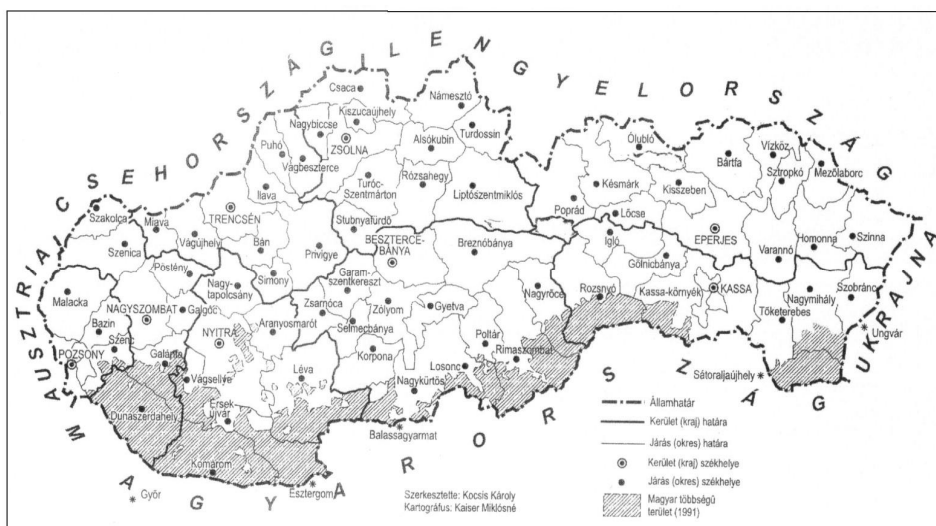 CSEHORSZÁG
LENGYELORSZÁG
AUSZTRIA
UKRAJNA
MAGYARORSZÁG
Csaca
Námesztó
Kiszucaújhely
Turdossin
Nagybiccse
ZSOLNA
Alsókubin
Puhó
Vágbeszterce
Ólubló
Bártfa
Vízköz
Sztropkó
Mezőlaborc
Turóc-
Szentmárton
Rózsahegy
Liptószentmiklós
Késmárk
Kisszeben
Illava
Poprád
Lőcse
Szakolca
Miava
TRENCSÉN
Stubnyafürdő
Szenica
Vágújhely
Bán
Privigye
BESZTERCE-
BÁNYA
Breznóbánya
Igló
EPERJES
Varannó
Homonna
Szinna
Gölnicbánya
Pöstény
Simony
Garam-
szentkereszt
Malacka
Nagy-
tapolcsány
Zsarnóca
Zólyom
Gyetva
Nagyrőce
Rozsnyó
Kassa-környék
KASSA
Nagymihály
Szobránc
NAGYSZOMBAT
Galgóc
Bazin
NYITRA
Aranyosmarót
Selmecbánya
Poltár
Tőketerebes
Ungvár
Szenc
POZSONY
Galánta
Korpona
Rimaszombat
Vágsellye
Léva
Losonc
Nagykürtös
Sátoraljaújhely
Dunaszerdahely
Érsek-
újvár
Balassagyarmat
Komárom
Győr
Esztergom
Szerkesztette: Kocsis Károly
Kartográfus: Kaiser Miklósné
Államhatár
Kerület (kraj) határa
Járás (okres) határa
Kerület (kraj) székhelye
Járás (okres) székhelye
Magyar többségű
terület (1991)